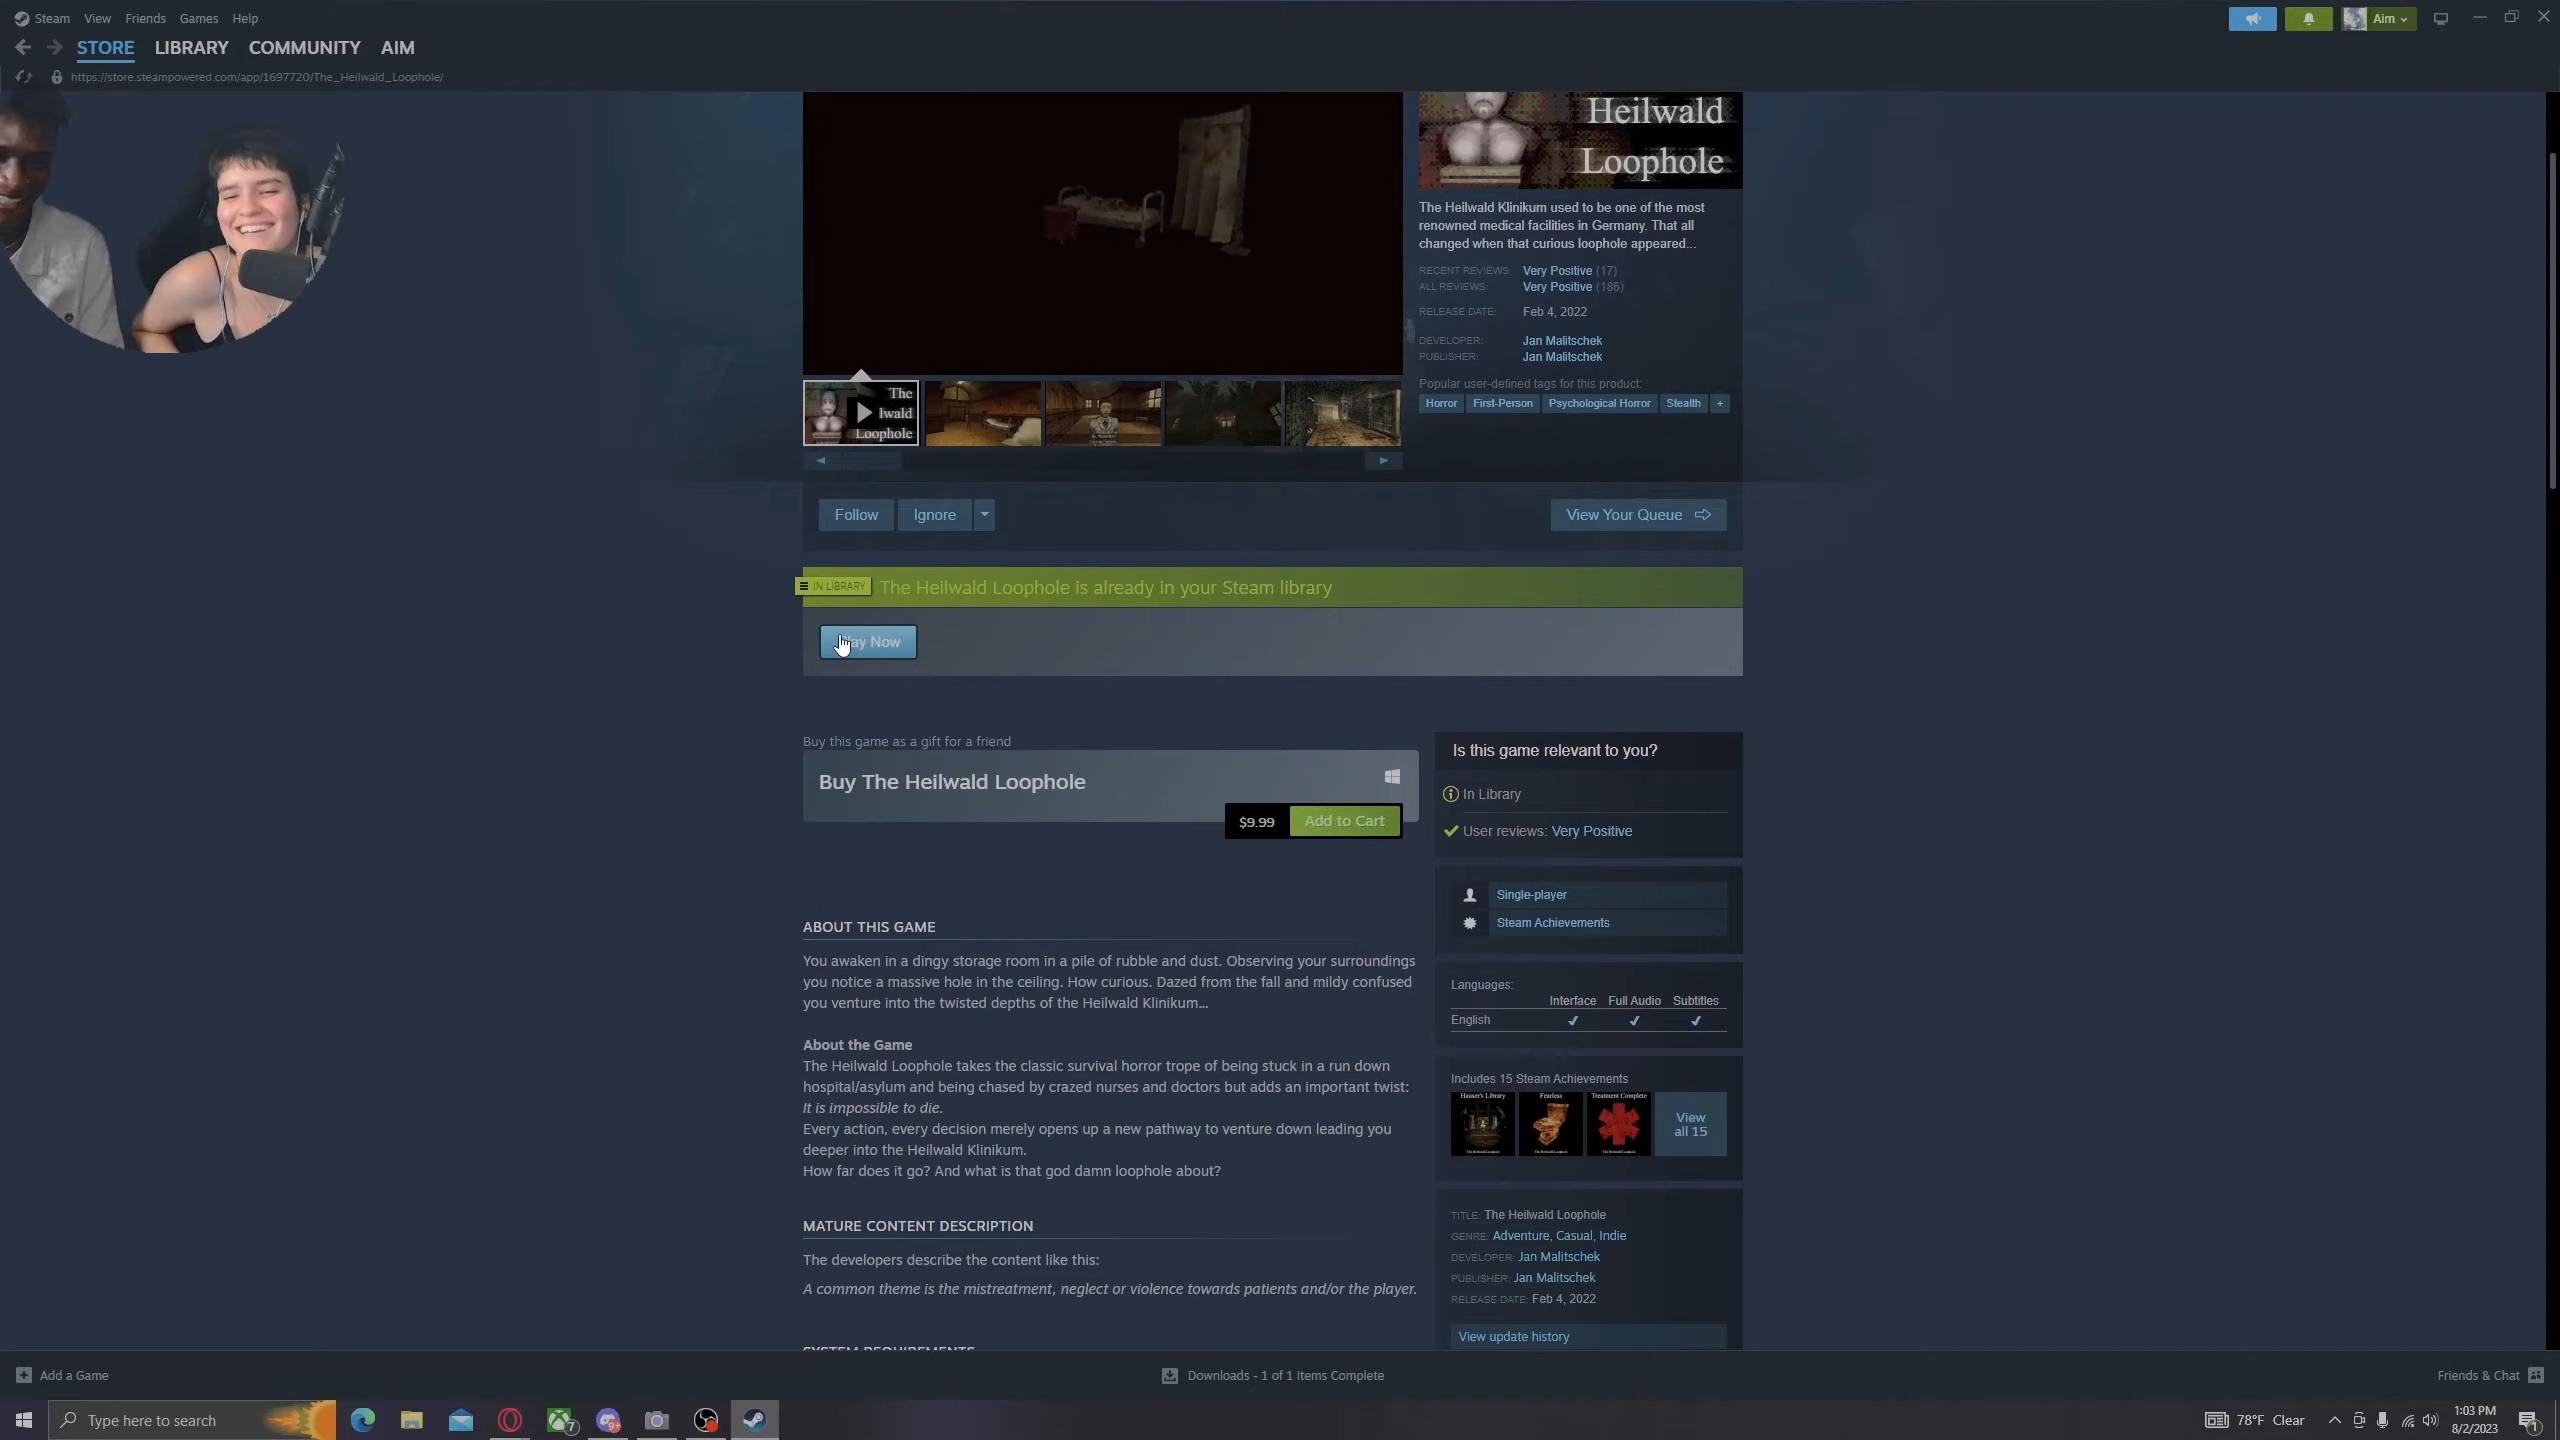 Steam View Friends Games Help
Aim
STORE LIBRARY COMMUNITY AIM
https://store.steampowered.com/app/1697720/The_Heilwald_Loophole/
Heilwald
Loophole
The Heilwald Klinikum used to be one of the most
renowned medical facilities in Germany. That all
changed when that curious loophole appeared...
RECENT REVIEWS: Very Positive (17)
ALL REVIEWS: Very Positive (186)
RELEASE DATE: Feb 4, 2022
DEVELOPER: Jan Malitschek
PUBLISHER: Jan Malitschek
Popular user-defined tags for this product:
Horror First-Person Psychological Horror Stealth +
The
lwald
Loophole
Follow Ignore
View Your Queue
IN LIBRARY The Heilwald Loophole is already in your Steam library
lay Now
Buy this game as a gift for a friend
Buy The Heilwald Loophole
$9.99 Add to Cart
Is this game relevant to you?
In Library
User reviews: Very Positive
Single-player
Steam Achievements
Languages:
Interface Full Audio Subtitles
English ✔ ✔ ✔
Includes 15 Steam Achievements
Hauser's Library Fearless Treatment Complete
View
all 15
TITLE: The Heilwald Loophole
GENRE: Adventure, Casual, Indie
DEVELOPER: Jan Malitschek
PUBLISHER: Jan Malitschek
RELEASE DATE: Feb 4, 2022
View update history
ABOUT THIS GAME
You awaken in a dingy storage room in a pile of rubble and dust. Observing your surroundings
you notice a massive hole in the ceiling. How curious. Dazed from the fall and mildly confused
you venture into the twisted depths of the Heilwald Klinikum...
About the Game
The Heilwald Loophole takes the classic survival horror trope of being stuck in a run down
hospital/asylum and being chased by crazed nurses and doctors but adds an important twist:
It is impossible to die.
Every action, every decision merely opens up a new pathway to venture down leading you
deeper into the Heilwald Klinikum.
How far does it go? And what is that god damn loophole about?
MATURE CONTENT DESCRIPTION
The developers describe the content like this:
A common theme is the mistreatment, neglect or violence towards patients and/or the player.
SYSTEM REQUIREMENTS
Add a Game
Downloads - 1 of 1 Items Complete
Friends & Chat
Type here to search
7
9+
78°F Clear
1:03 PM
8/2/2023
1